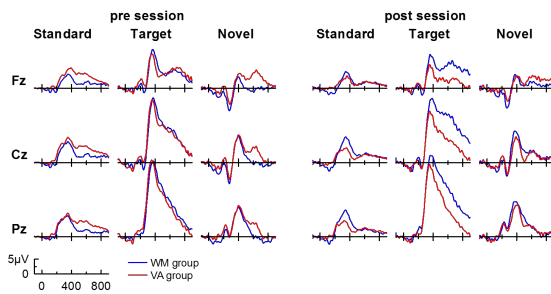 pre session
post session
Standard Target Novel
Standard Target Novel
Fz
Cz
Pz
5µV
0
0 400 800
WM group
VA group